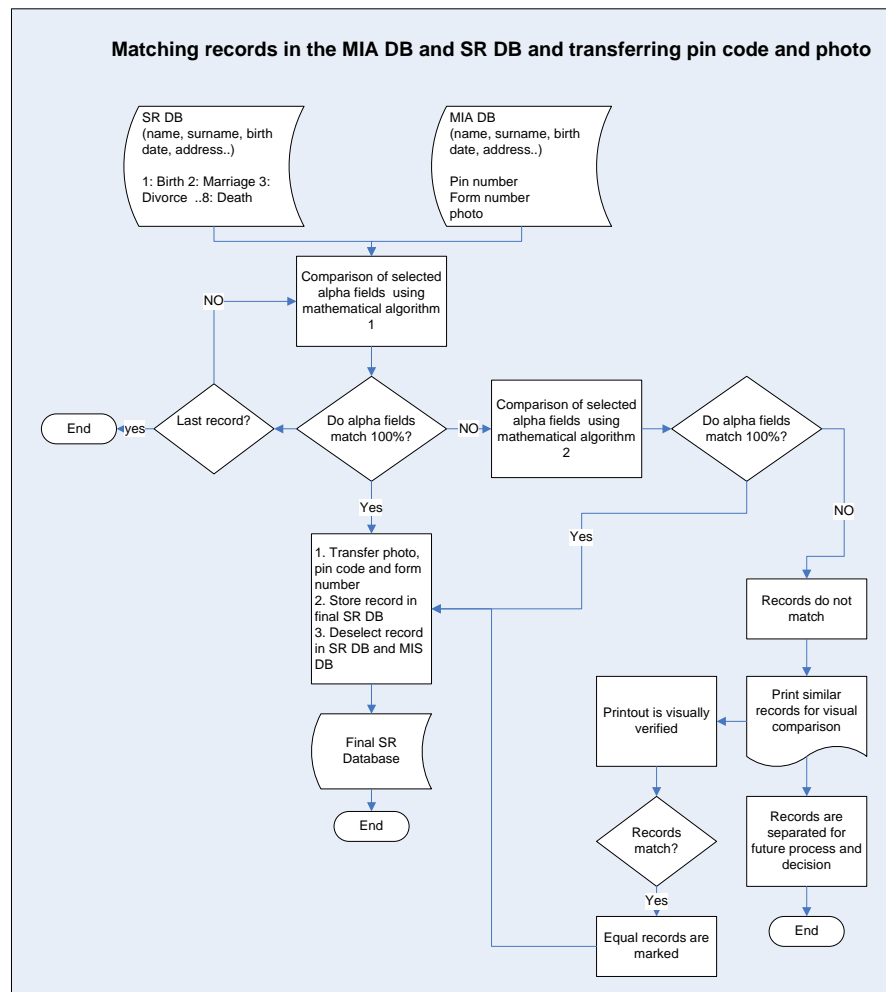 Matching records in the MIA DB and SR DB and transferring pin code and photo
SR DB
(name, surname, birth
date, address..)
1: Birth 2: Marriage 3:
Divorce ..8: Death
MIA DB
(name, surname, birth
date, address..)
Pin number
Form number
photo
Comparison of selected
alpha fields using
mathematical algorithm
1
NO
End
yes
Last record?
Do alpha fields
match 100%?
NO
Comparison of selected
alpha fields using
mathematical algorithm
2
Do alpha fields
match 100%?
Yes
Yes
NO
1. Transfer photo,
pin code and form
number
2. Store record in
final SR DB
3. Deselect record
in SR DB and MIS
DB
Records do not
match
Printout is visually
verified
Print similar
records for visual
comparison
Final SR
Database
End
Records
match?
Records are
separated for
future process and
decision
Yes
End
Equal records are
marked